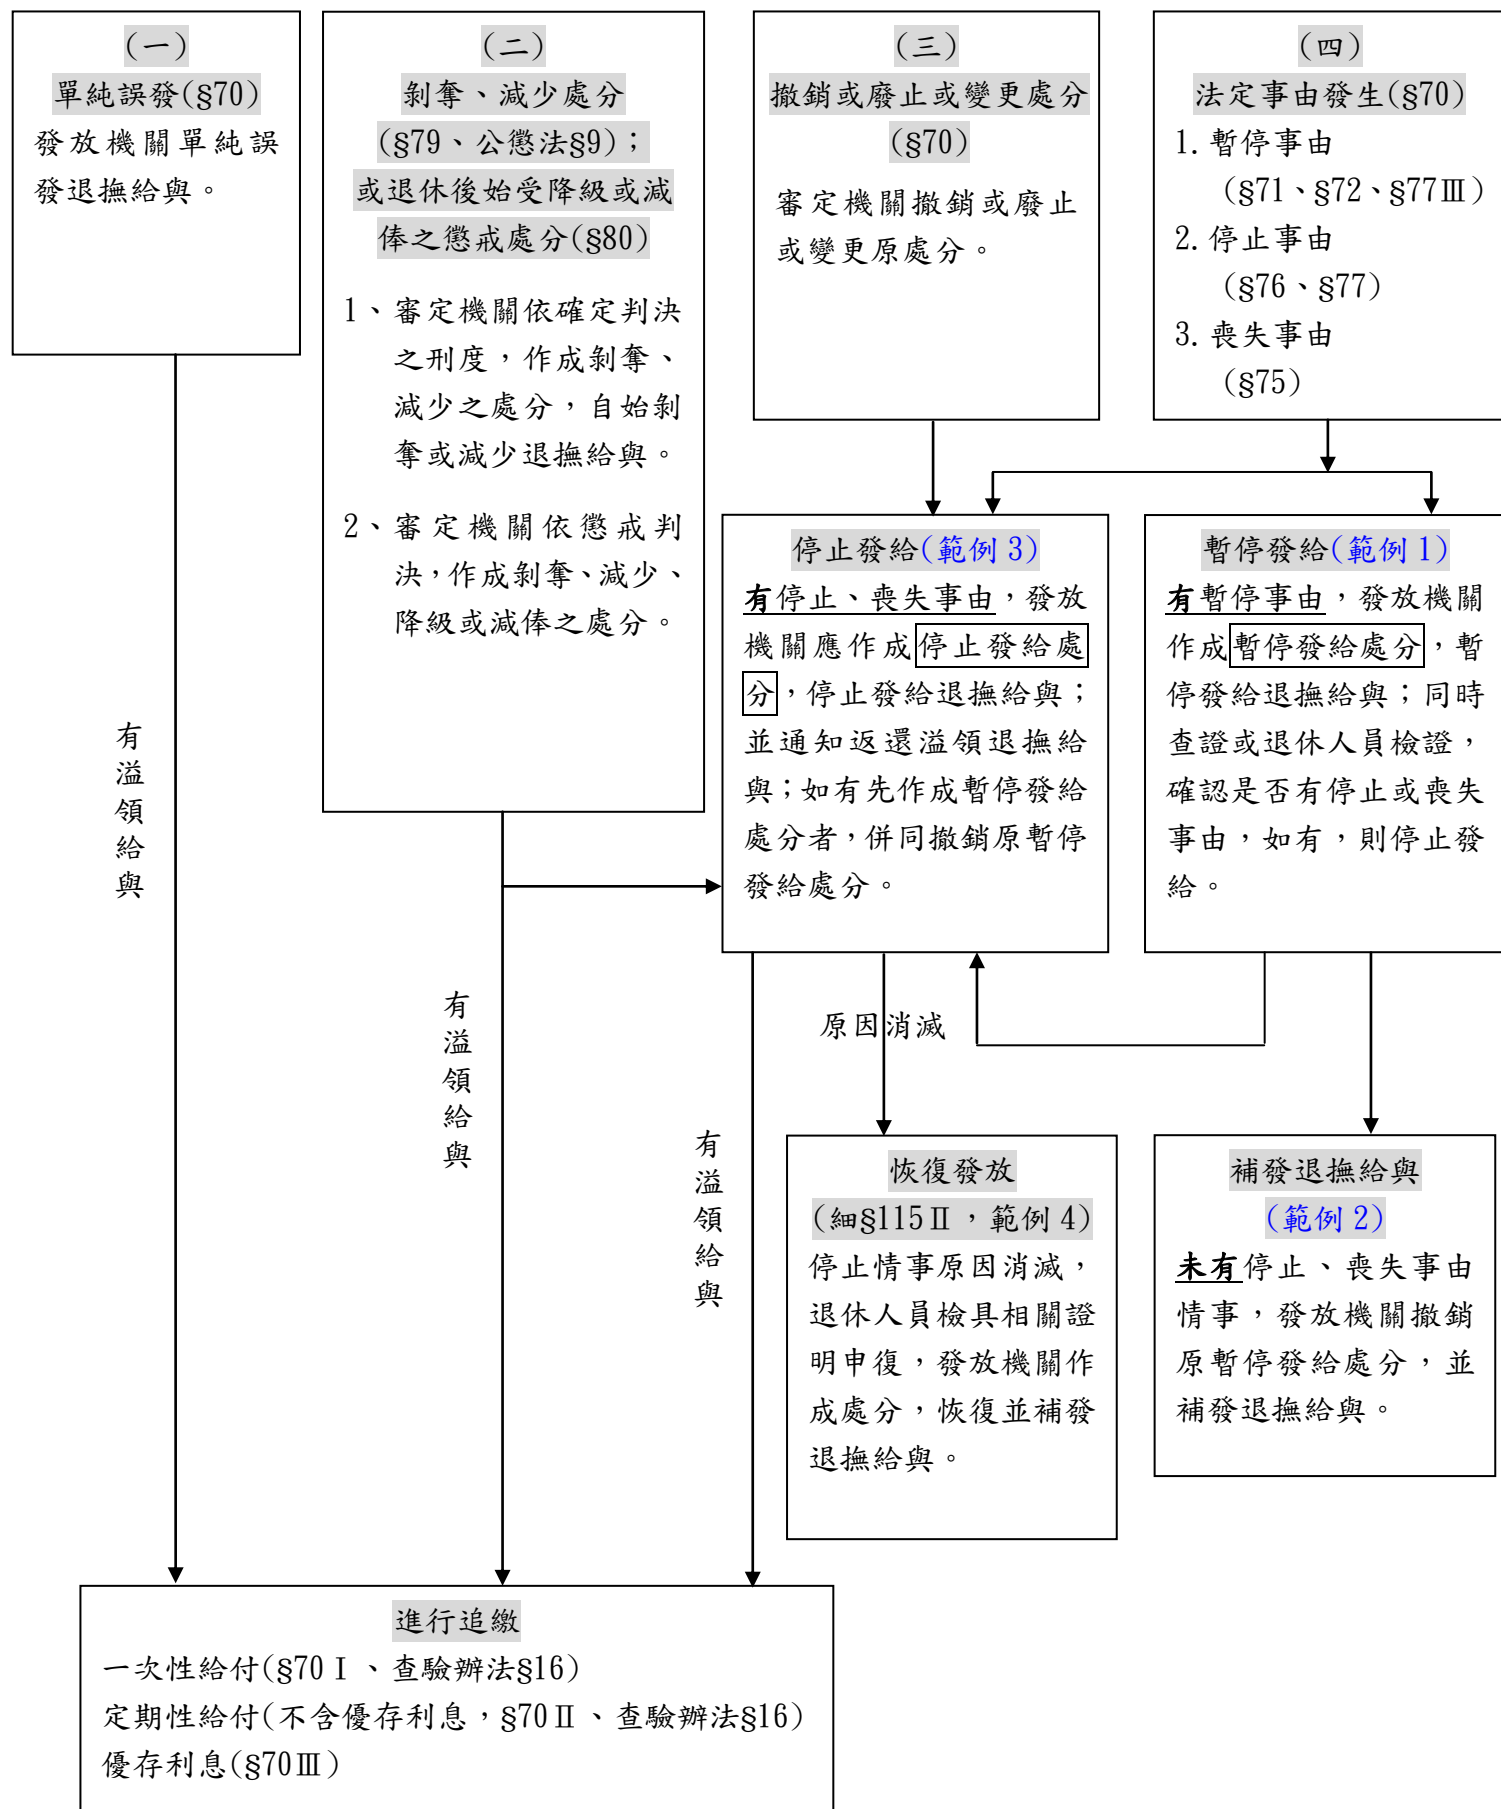 (一)
單純誤發(§70)
發放機關單純誤
發退撫給與。
(二)
剝奪、減少處分
(§79、公懲法§9)；
或退休後始受降級或減
俸之懲戒處分(§80)
1、審定機關依確定判決
之刑度，作成剝奪、
減少之處分，自始剝
奪或減少退撫給與。
2、審定機關依懲戒判
決，作成剝奪、減少、
降級或減俸之處分。
(三)
撤銷或廢止或變更處分
(§70)
審定機關撤銷或廢止
或變更原處分。
(四)
法定事由發生(§70)
1. 暫停事由
(§71、§72、§77Ⅲ)
2. 停止事由
(§76、§77)
3. 喪失事由
(§75)
停止發給(範例 3)
有停止、喪失事由，發放
機關應作成停止發給處
分，停止發給退撫給與；
並通知返還溢領退撫給
與；如有先作成暫停發給
處分者，併同撤銷原暫停
發給處分。
暫停發給(範例 1)
有暫停事由，發放機關
作成暫停發給處分，暫
停發給退撫給與；同時
查證或退休人員檢證，
確認是否有停止或喪失
事由，如有，則停止發
給。
有溢領給與
有溢領給與
有溢領給與
原因消滅
恢復發放
(細§115Ⅱ，範例 4)
停止情事原因消滅，
退休人員檢具相關證
明申復，發放機關作
成處分，恢復並補發
退撫給與。
補發退撫給與
(範例 2)
未有停止、喪失事由
情事，發放機關撤銷
原暫停發給處分，並
補發退撫給與。
進行追繳
一次性給付(§70Ⅰ、查驗辦法§16)
定期性給付(不含優存利息，§70Ⅱ、查驗辦法§16)
優存利息(§70Ⅲ)